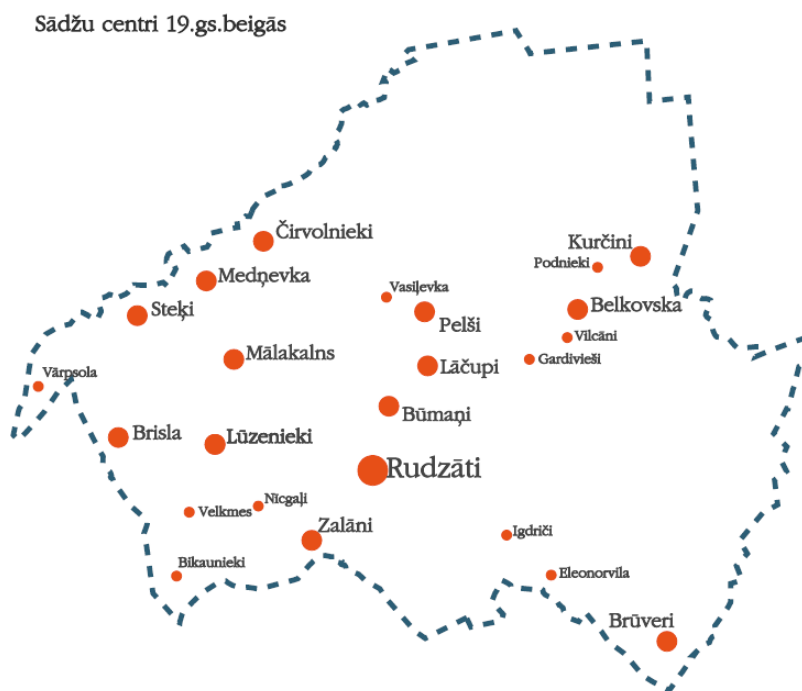 Sādžu centri 19.gs.beigās
Čirvolnieki
Kurčini
Podnieki
Medņevka
Vasiļevka
Steķi
Pelši
Belkovska
Vilcāni
Mālakalns
Lāčupi
Gardivieši
Vārpsola
Būmaņi
Brisla
Lūzenieki
Rudzāti
Velkmes
Nīcgaļi
Zalāni
Igdriči
Bikaunieki
Eleonorvila
Brūveri